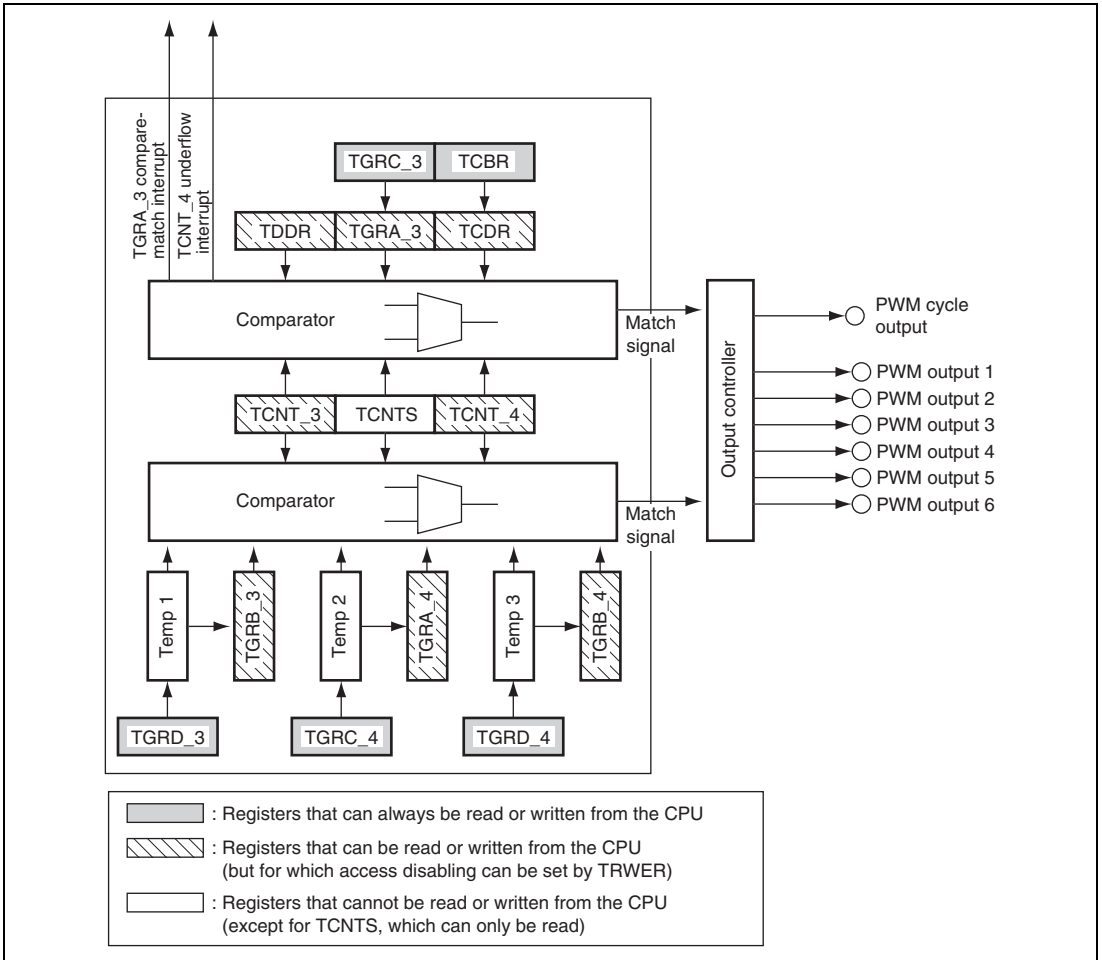 TGRA_3 compare-
match interrupt
TCNT_4 underflow
interrupt
TGRC_3 TCBR
TDDR TGRA_3 TCDR
Comparator
Match
signal
PWM cycle
output
Output controller
PWM output 1
PWM output 2
PWM output 3
PWM output 4
PWM output 5
PWM output 6
TCNT_3 TCNTS TCNT_4
Comparator
Match
signal
Temp 1
TGRB_3
Temp 2
TGRA_4
Temp 3
TGRB_4
TGRD_3 TGRC_4 TGRD_4
: Registers that can always be read or written from the CPU
: Registers that can be read or written from the CPU
(but for which access disabling can be set by TRWER)
: Registers that cannot be read or written from the CPU
(except for TCNTS, which can only be read)